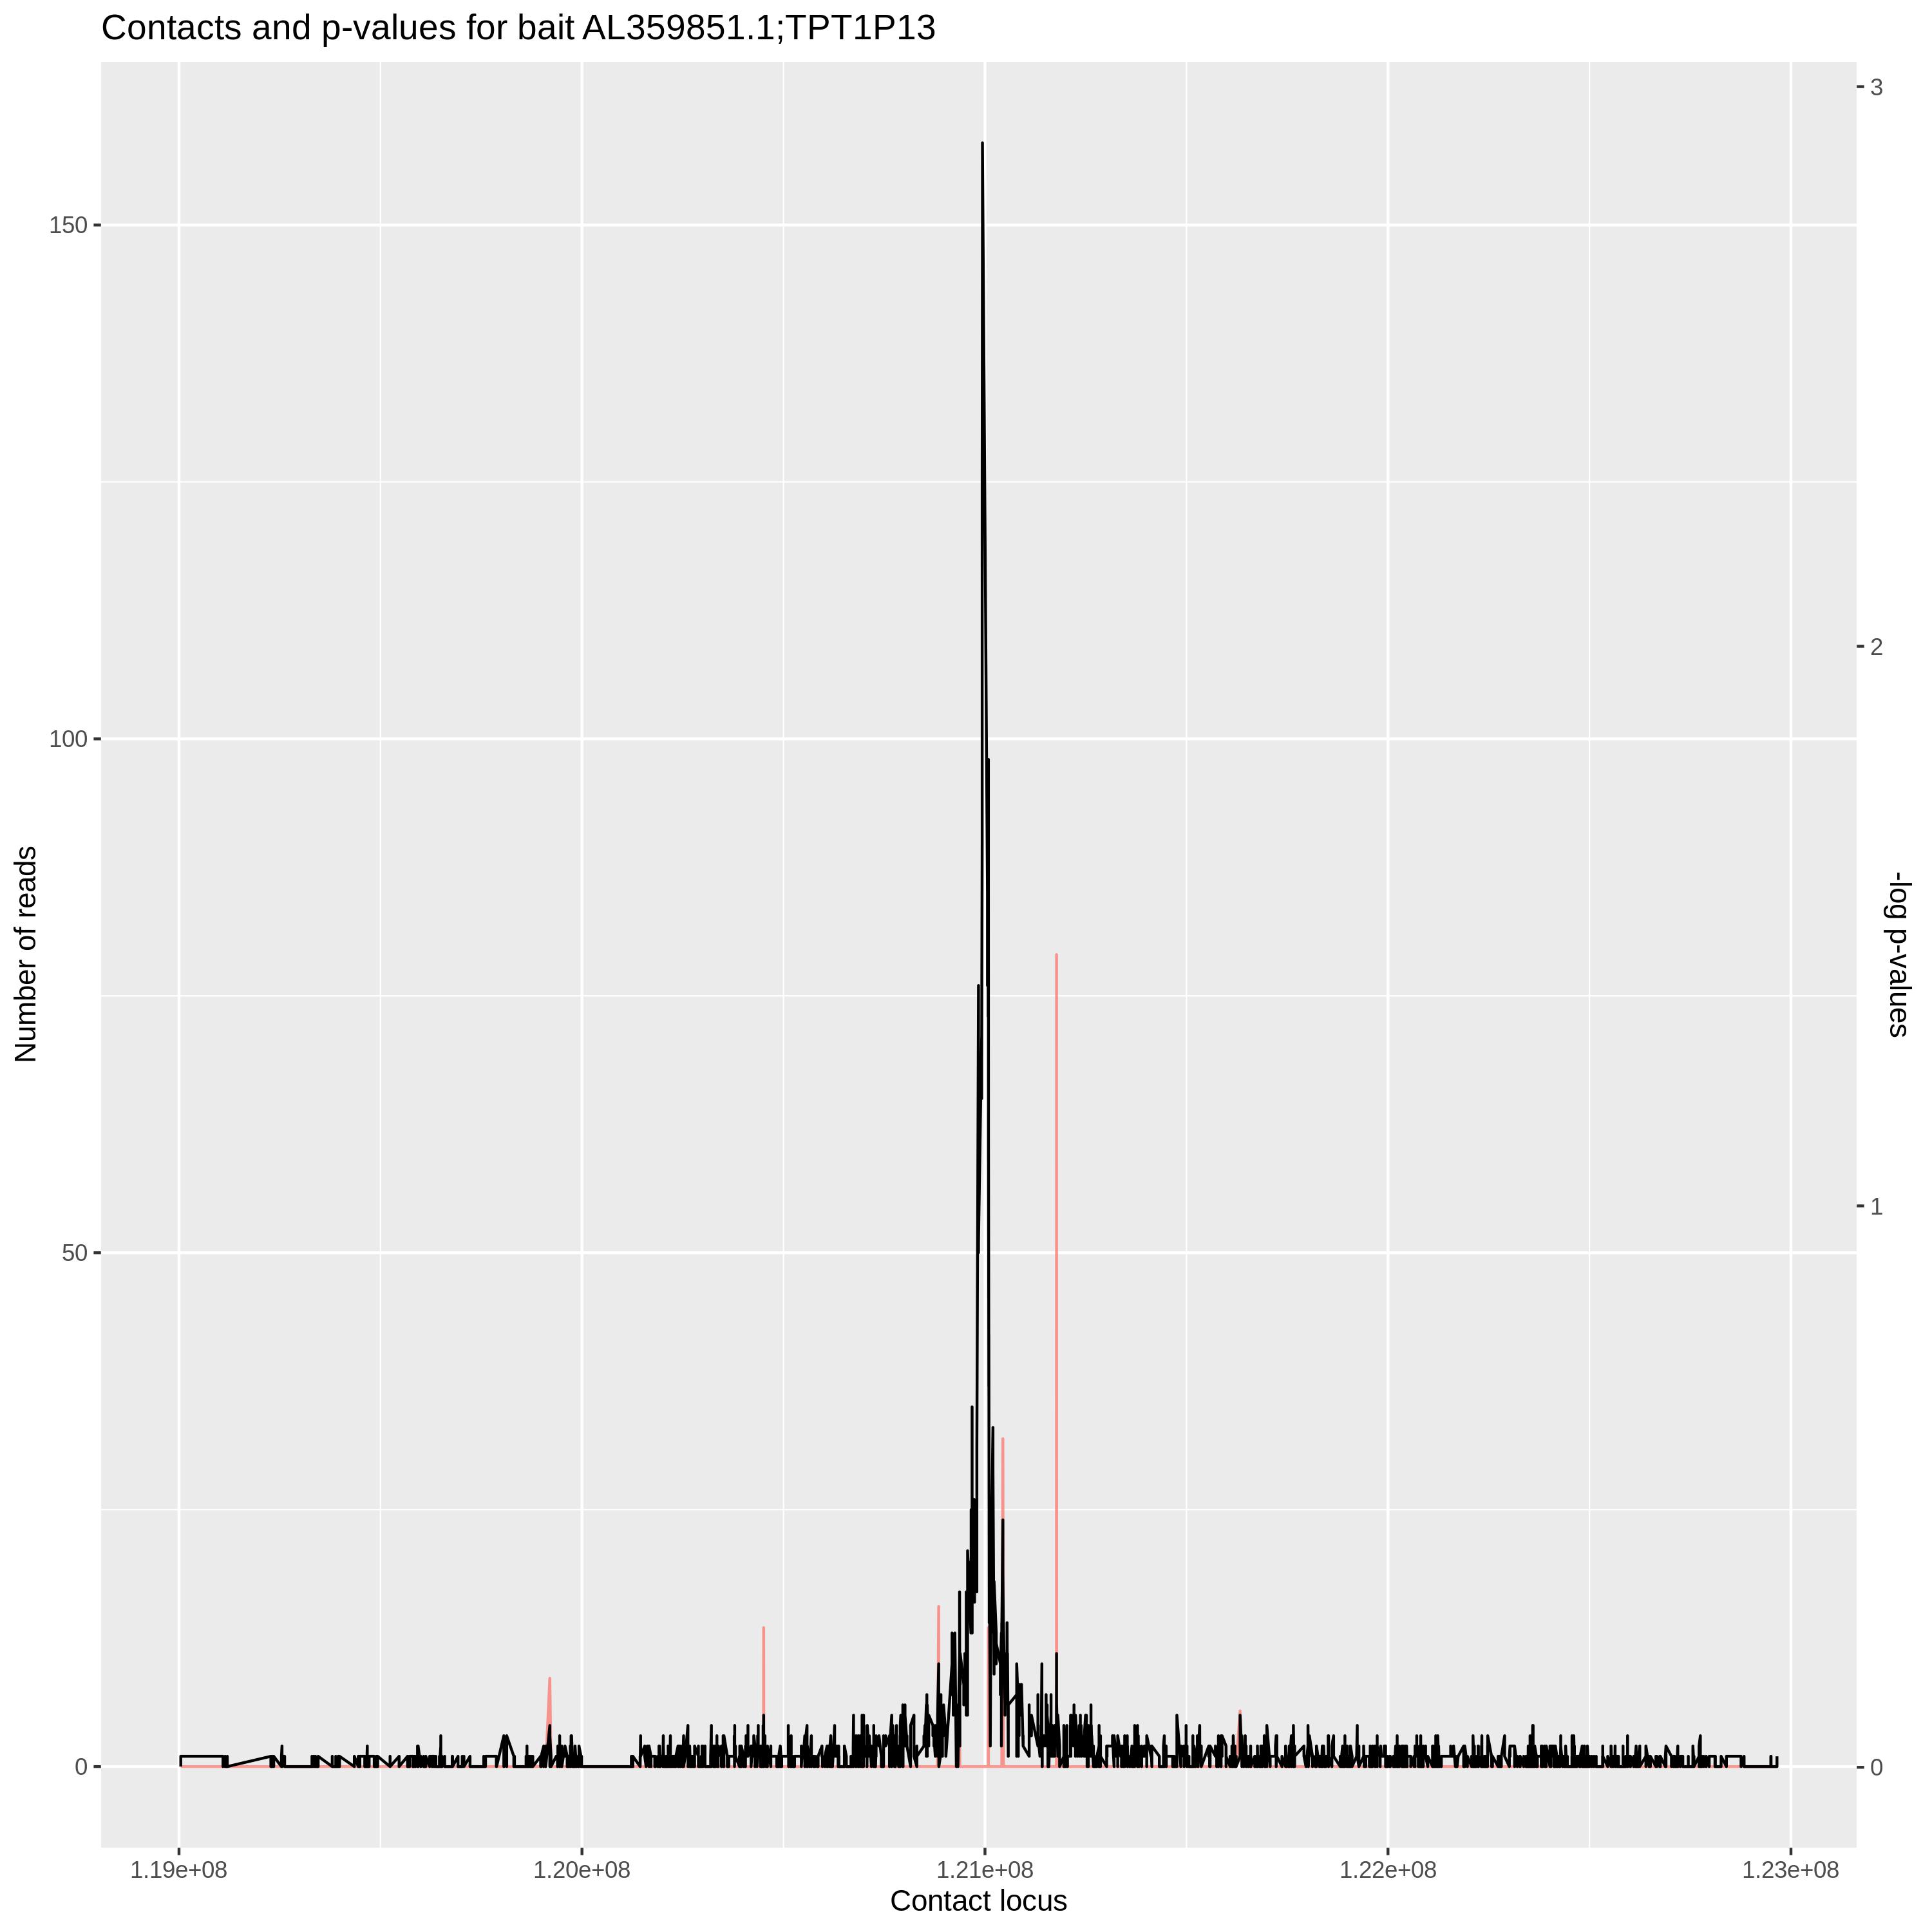 Contacts and p-values for bait AL359851.1;TPT1P13
150
100
50
0
Number of reads
3
2
1
0
-log p-values
1.19e+08
1.20e+08
1.21e+08
1.22e+08
1.23e+08
Contact locus